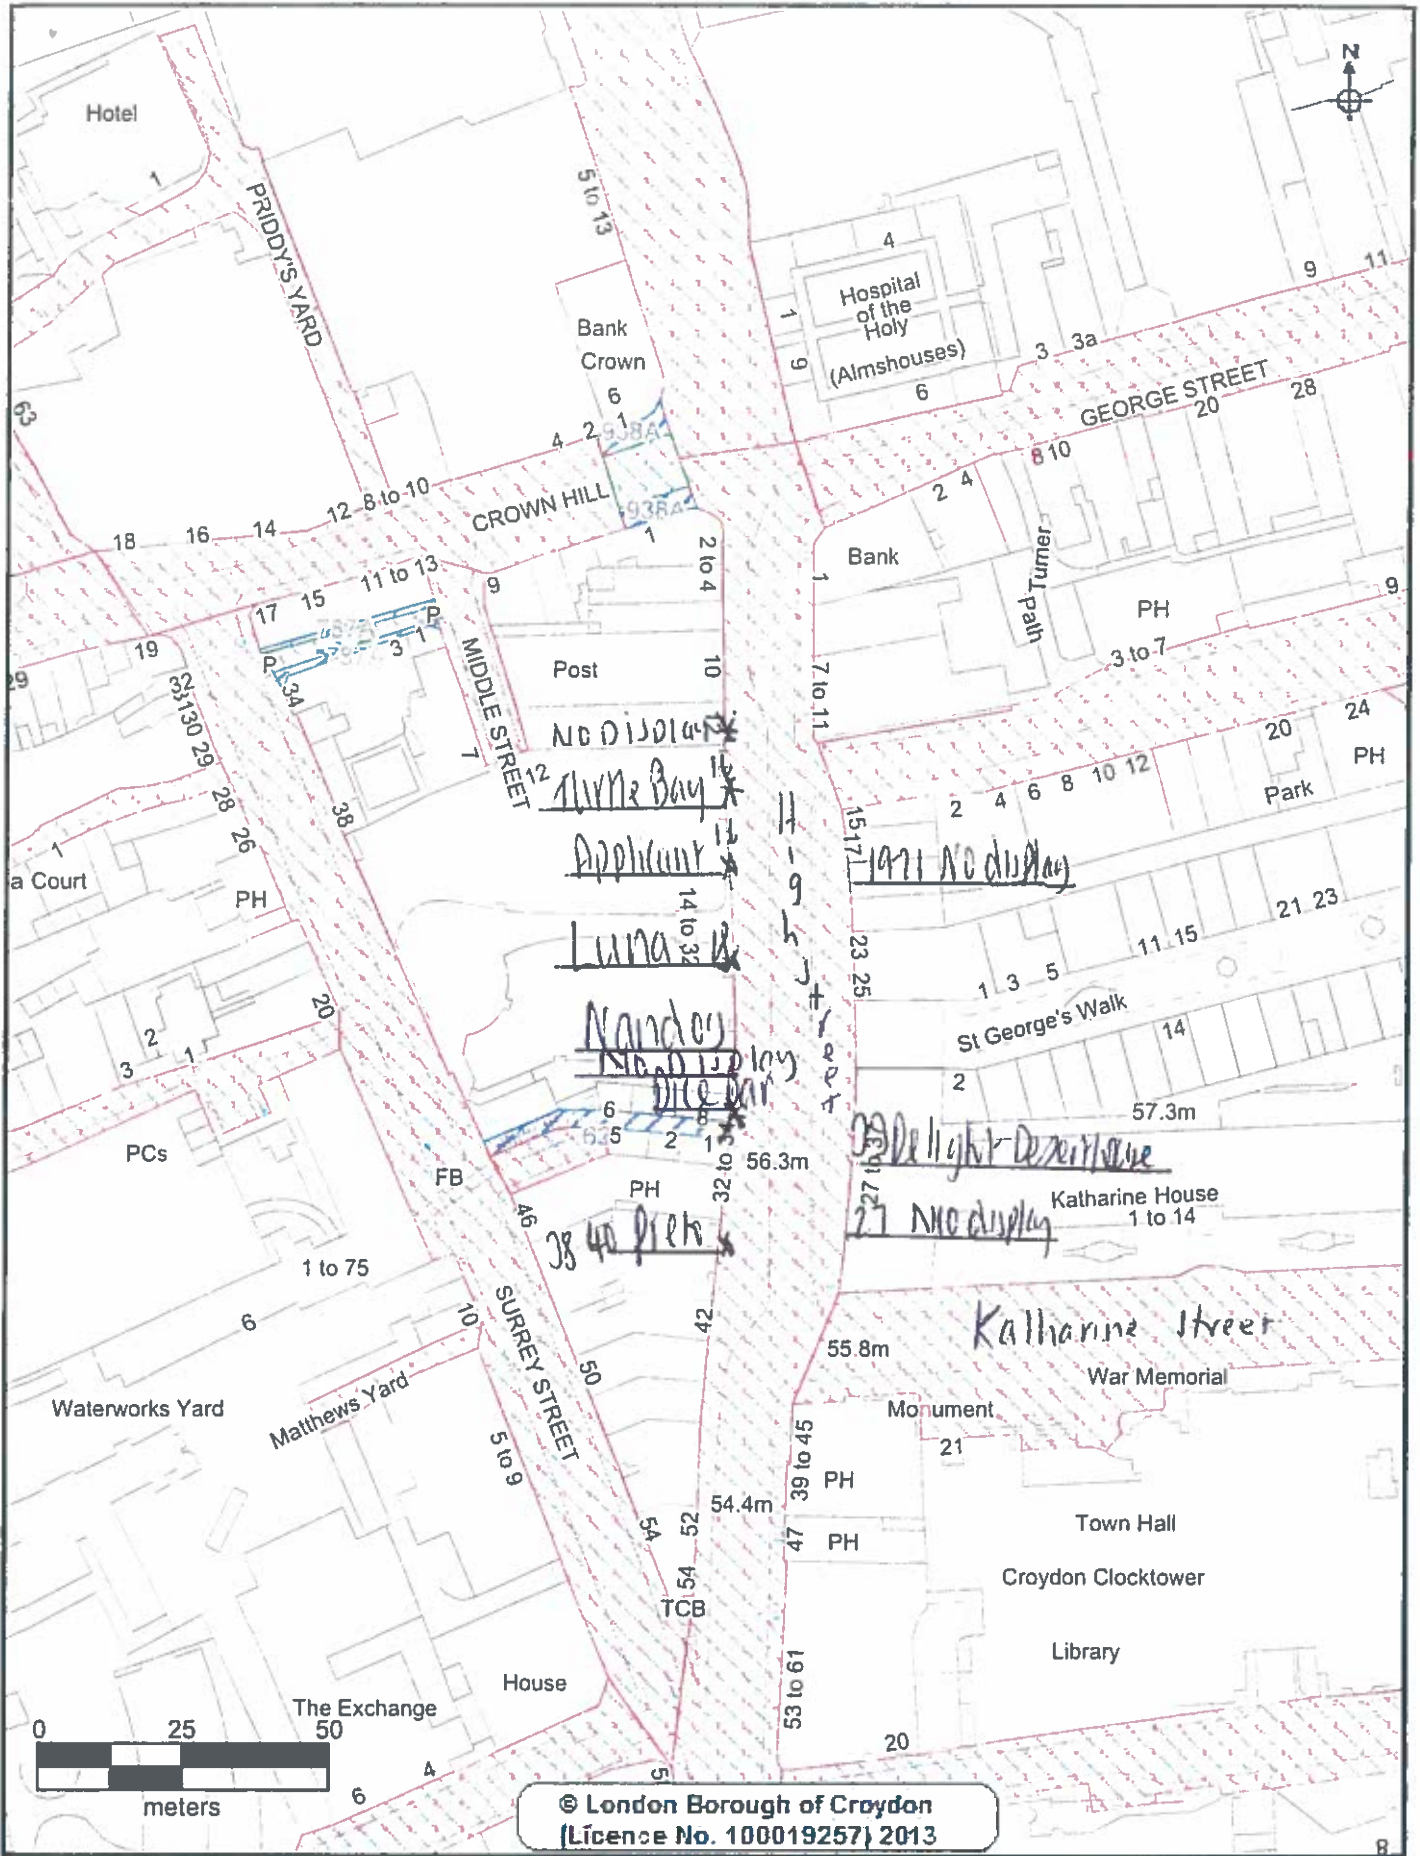 N
Hotel
1
PRIDDY'S YARD
5 to 13
4
Hospital
of the
Holy
(Almshouses)
1
9
6
3
3a
9
11
GEORGE STREET
20
28
Bank
Crown
6
1
2
4
938A
63
8 10
2 4
CROWN HILL
938A
1
12
8 to 10
14
16
18
2 to 4
Bank
1
Turner
Path
PH
9
11 to 13
15
17
P
P
3
1
9
19
29
34
32
MIDDLE STREET
Post
10
7 to 11
3 to 7
24
20
PH
No Display 12
7
12
Bay
130
29
28
26
38
1
a Court
PH
Applicant
14 to 32
Luna
High Street
15
17
1971 No display
2
4
6
8
10
12
Park
23
25
1
3
5
11
15
21
23
St George's Walk
14
2
20
2
3
1
PCs
Nandos
No Display
Dice Bar
6
5
2
1
8
32 to
56.3m
57.3m
FB
PH
46
38 40 
27 to
Katharine House
1 to 14
27 No display
1 to 75
6
10
SURREY STREET
42
50
55.8m
Katharine Street
War Memorial
Monument
21
Waterworks Yard
Matthews Yard
5 to 9
39 to 45
PH
54.4m
47
PH
54
52
54
TCB
Town Hall
Croydon Clocktower
Library
53 to 61
House
The Exchange
0 25 50
meters
6
4
5
20
8
© London Borough of Croydon
(Licence No. 100019257) 2013